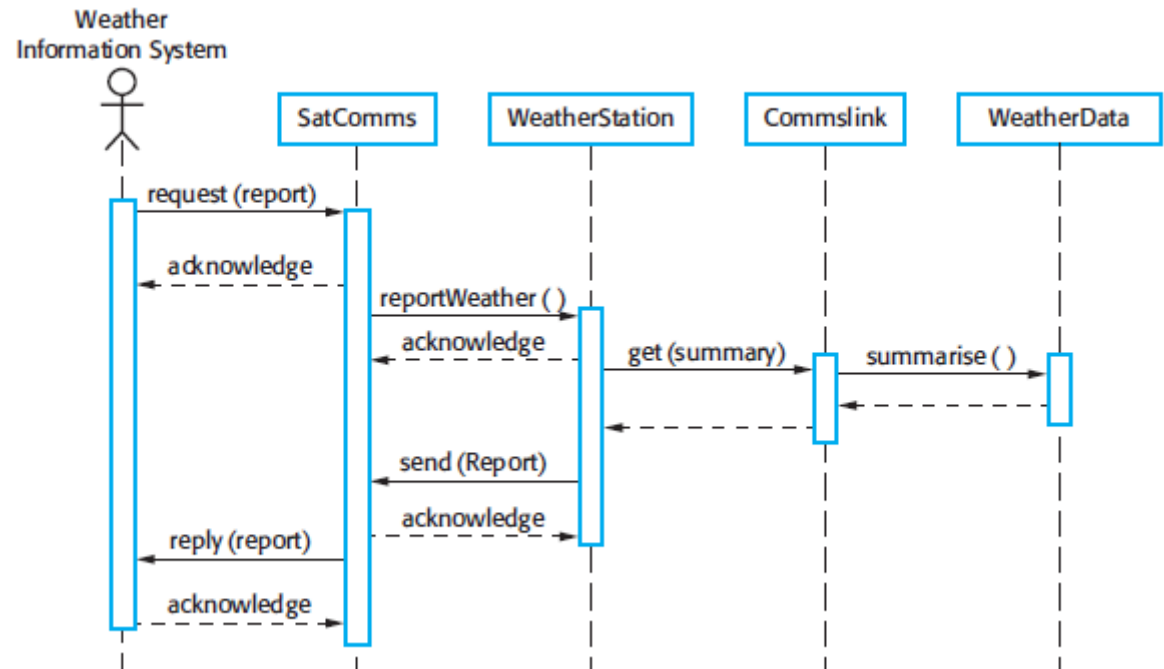 Weather
Information System
SatComms
WeatherStation
Commslink
WeatherData
request (report)
acknowledge
reportWeather ( )
acknowledge
get (summary)
summarise ( )
send (Report)
acknowledge
reply (report)
acknowledge